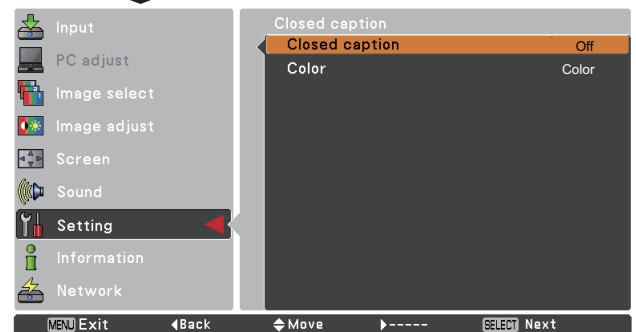 Input
PC adjust
Image select
Image adjust
Screen
Sound
Setting
Information
Network
Closed caption
Closed caption Off
Color Color
MENU Exit Back Move ----- SELECT Next